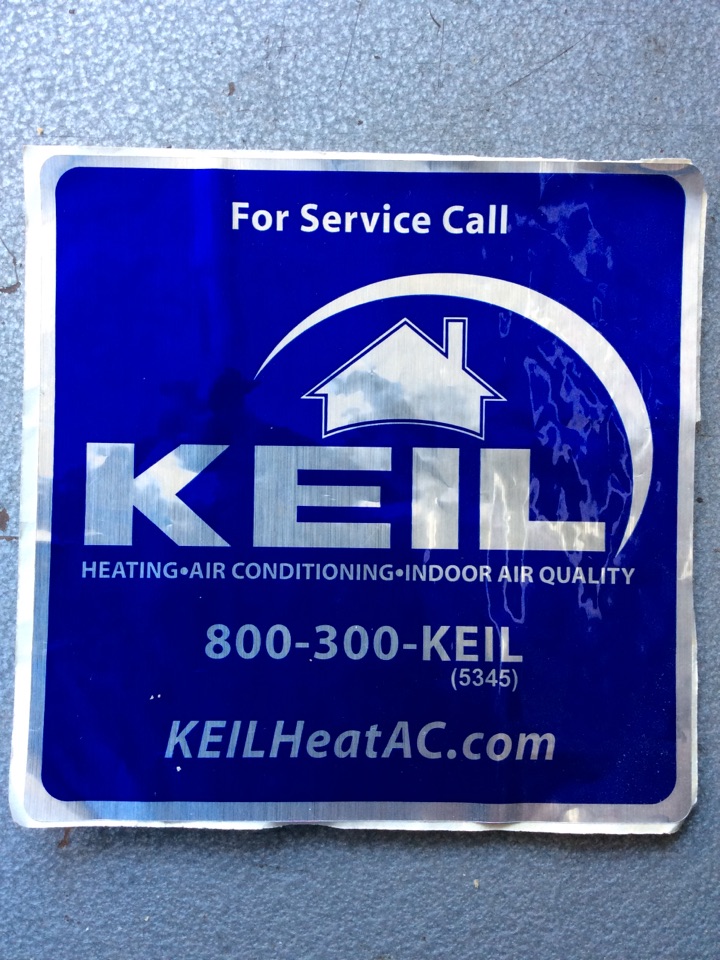 For Service Call
KEIL
HEATING•AIR CONDITIONING•INDOOR AIR QUALITY
800-300-KEIL
(5345)
KEILHeatAC.com